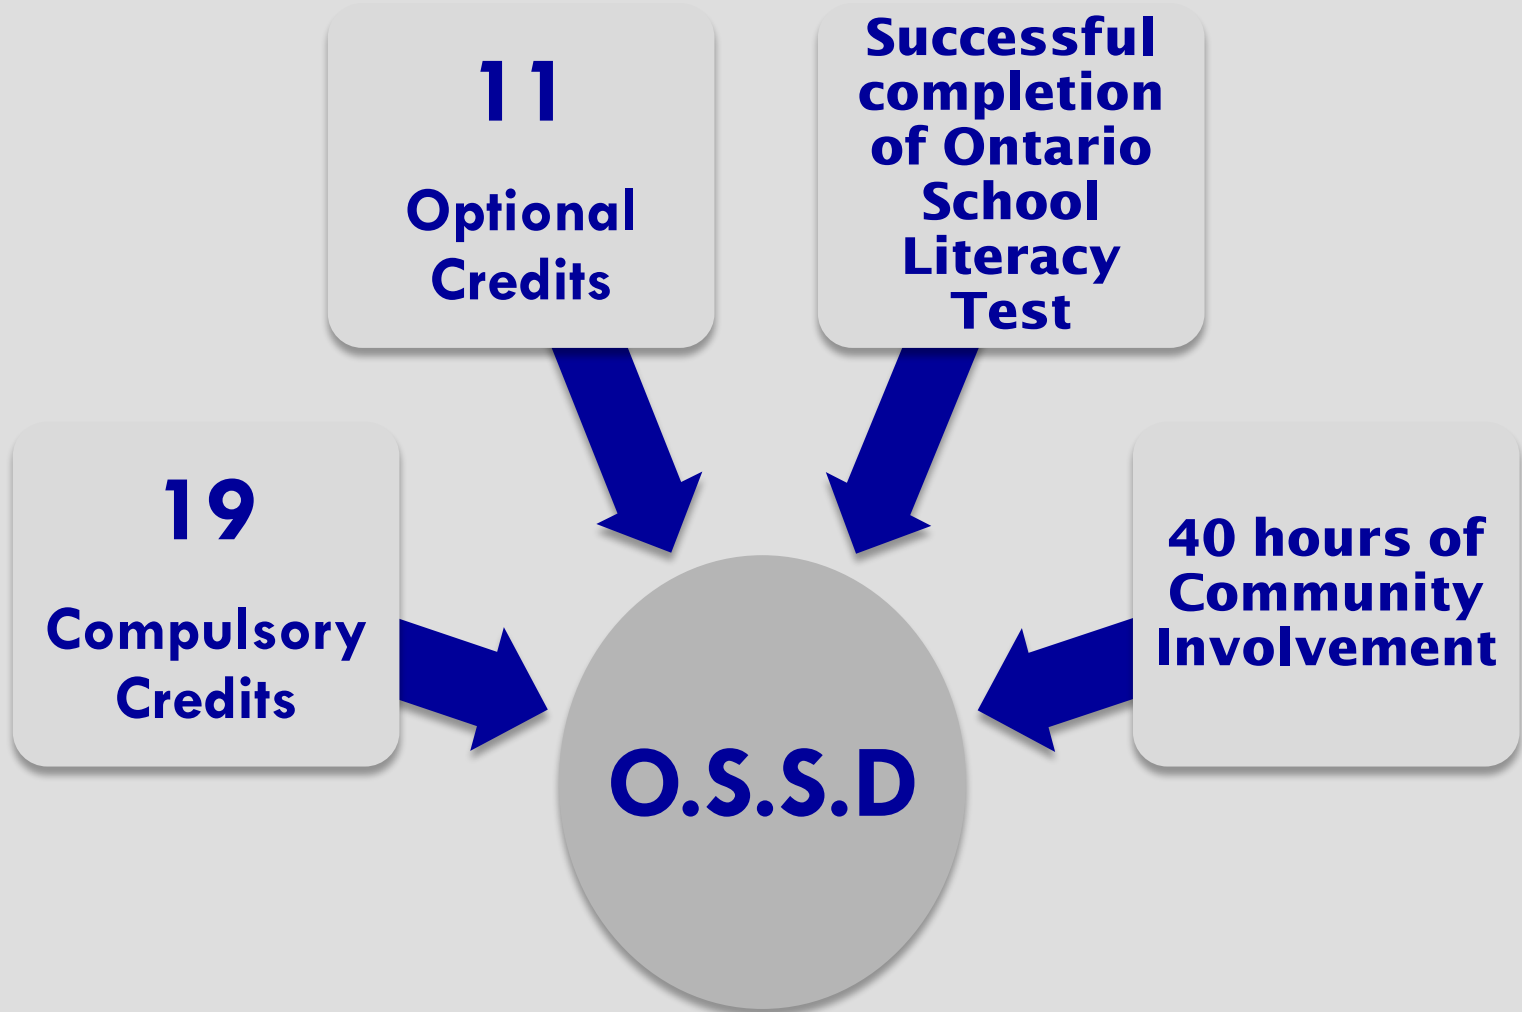 11
Optional
Credits
Successful
completion
of Ontario
School
Literacy
Test
19
Compulsory
Credits
40 hours of
Community
Involvement
O.S.S.D